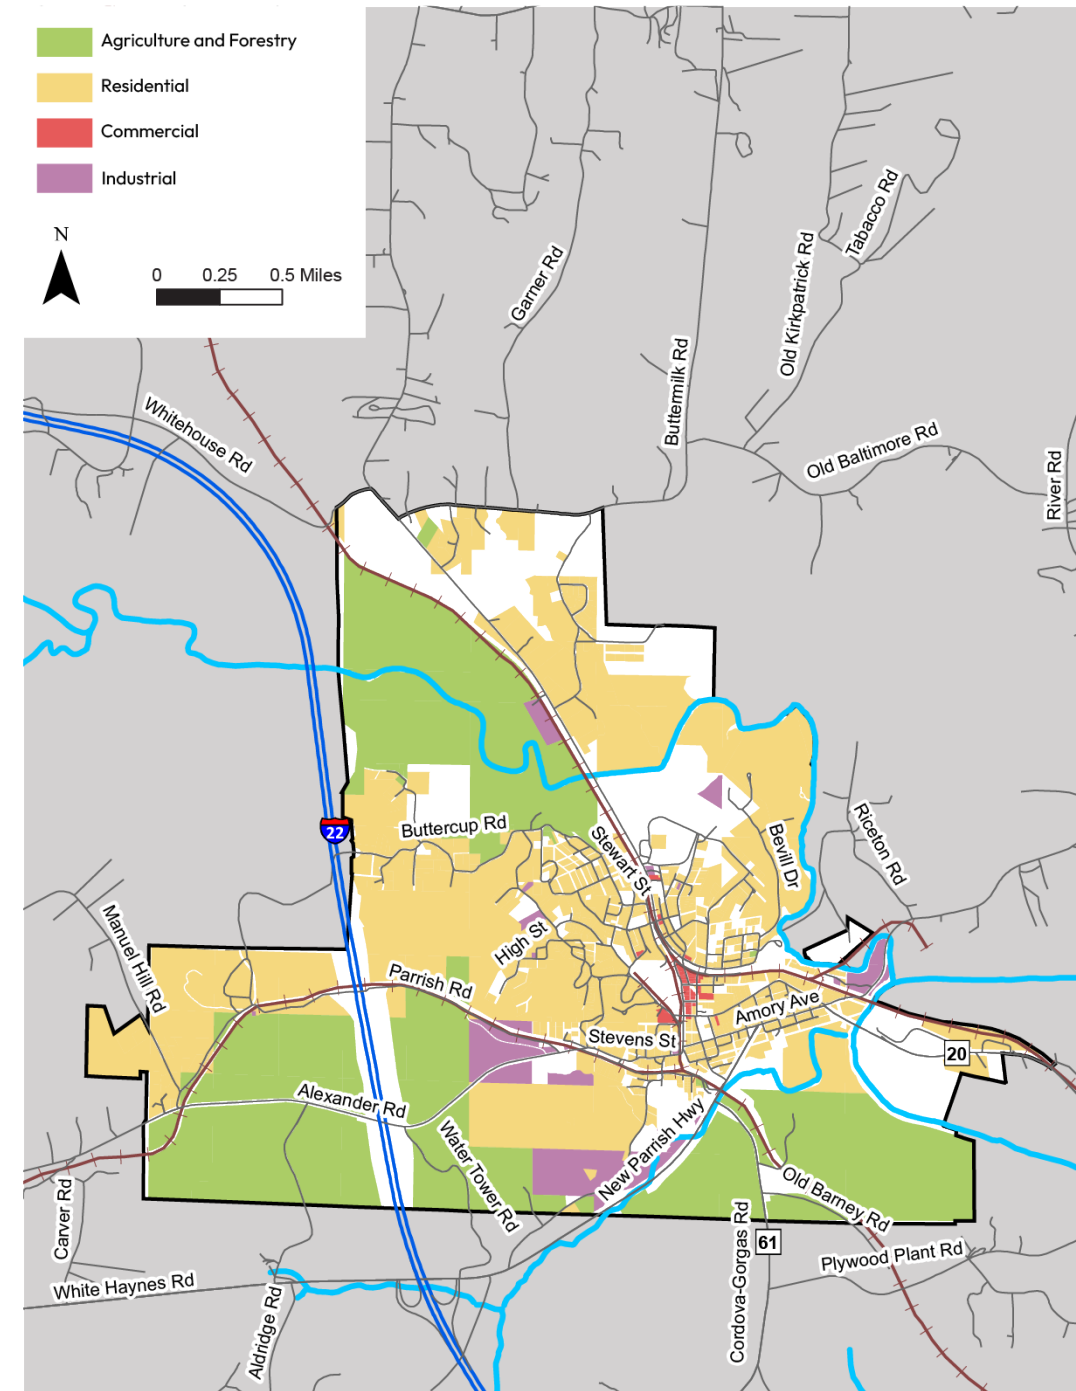 Agriculture and Forestry
Residential
Commercial
Industrial
N
0 0.25 0.5 Miles
Tabacco Rd
Garner Rd
Old Kirkpatrick Rd
Buttermilk Rd
Whitehouse Rd
Old Baltimore Rd
River Rd
22
Buttercup Rd
Stewart St
Bevill Dr
Riceton Rd
Manuel Hill Rd
High St
Parrish Rd
Amory Ave
Stevens St
20
Alexander Rd
Water Tower Rd
New Parrish Hwy
Old Barney Rd
Carver Rd
Cordova-Gorgas Rd
61
Plywood Plant Rd
White Haynes Rd
Aldridge Rd